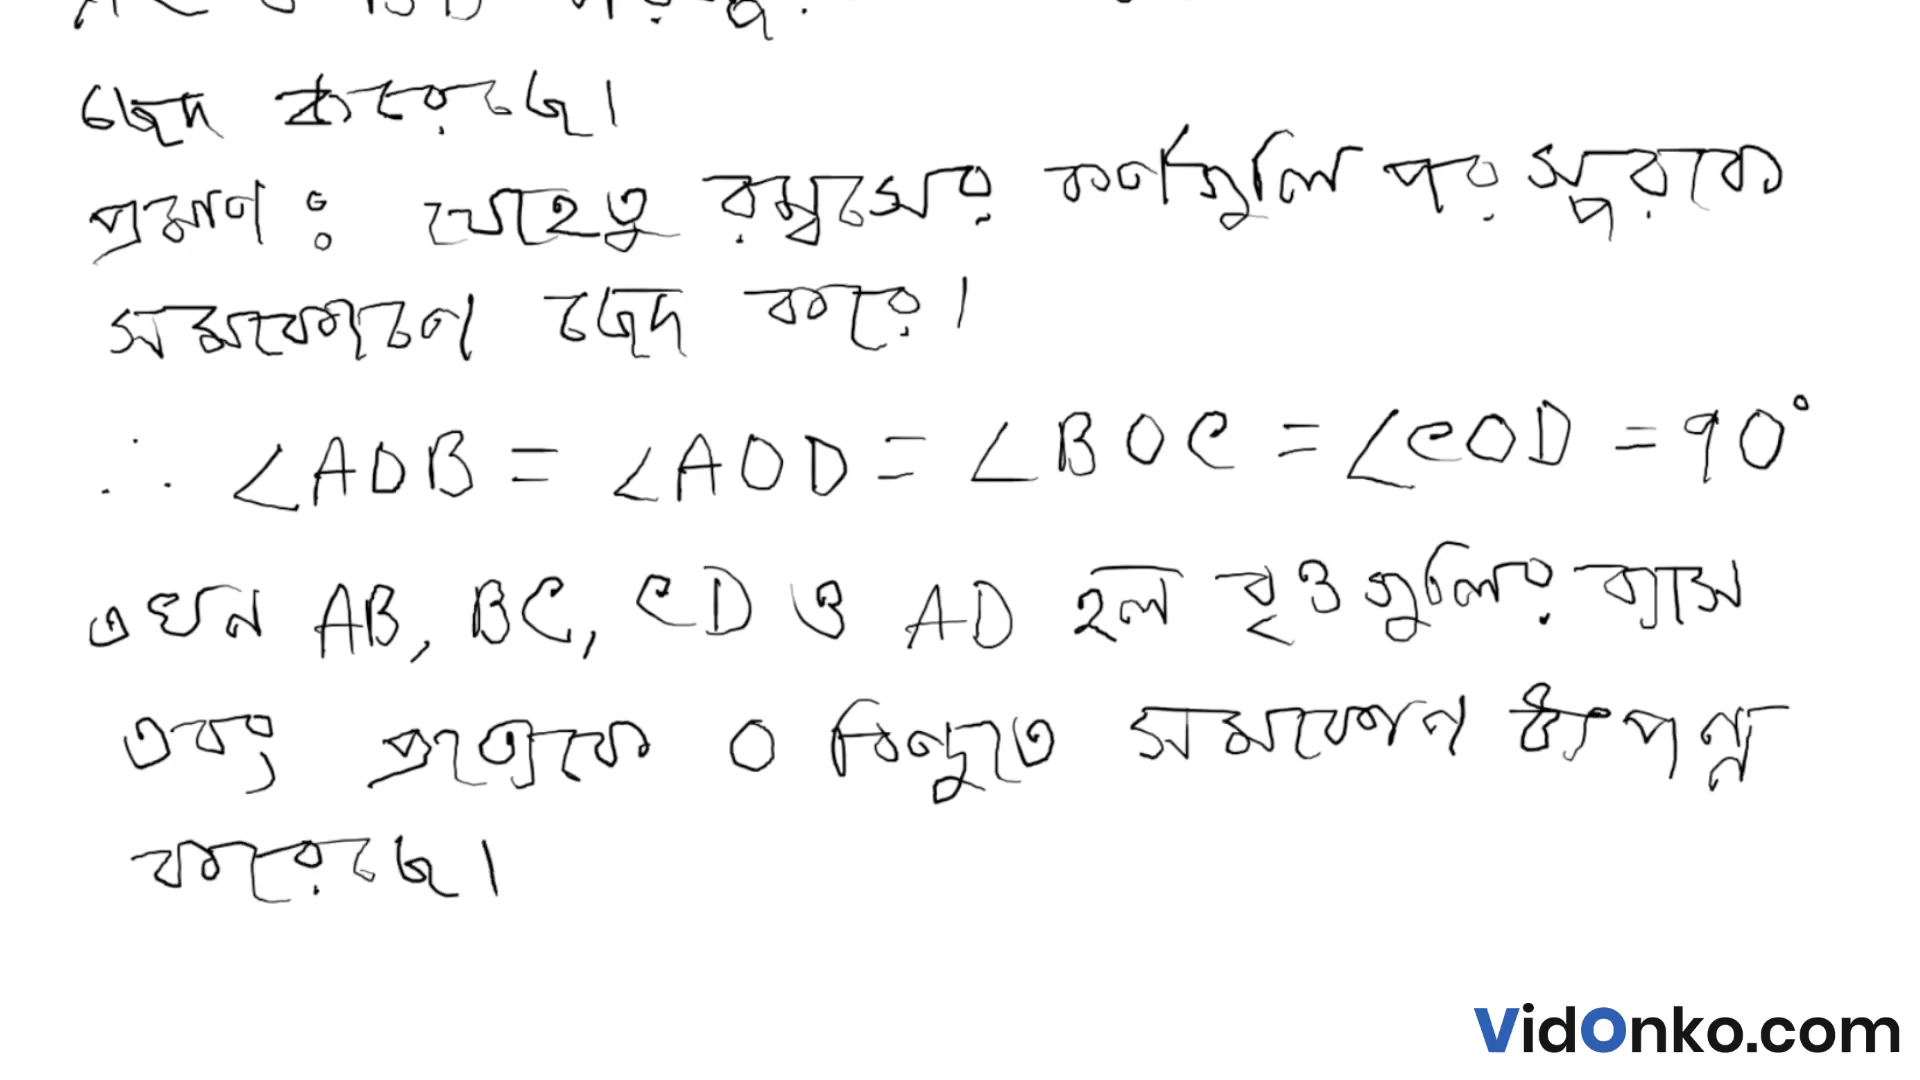 ছেদ করেছে।
প্রমাণ : যেহেতু রম্বসের কর্ণগুলি পরস্পরকে
সমকোণে ছেদ করে।
∴ ∠AOB = ∠AOD = ∠BOC = ∠COD = 90°
এখন AB, BC, CD ও AD হল বৃত্তগুলির ব্যাস
এবং প্রত্যেকে O বিন্দুতে সমকোণ উৎপন্ন
করেছে।
VidOnko.com